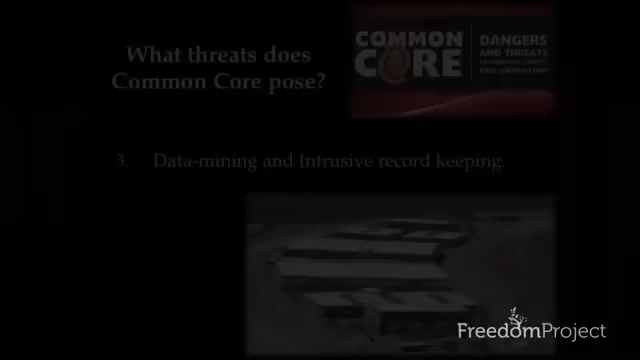 What threats does
Common Core pose?
COMMON
CORE
DANGERS
AND THREATS
3. Data-mining and Intrusive record keeping.
FreedomProject